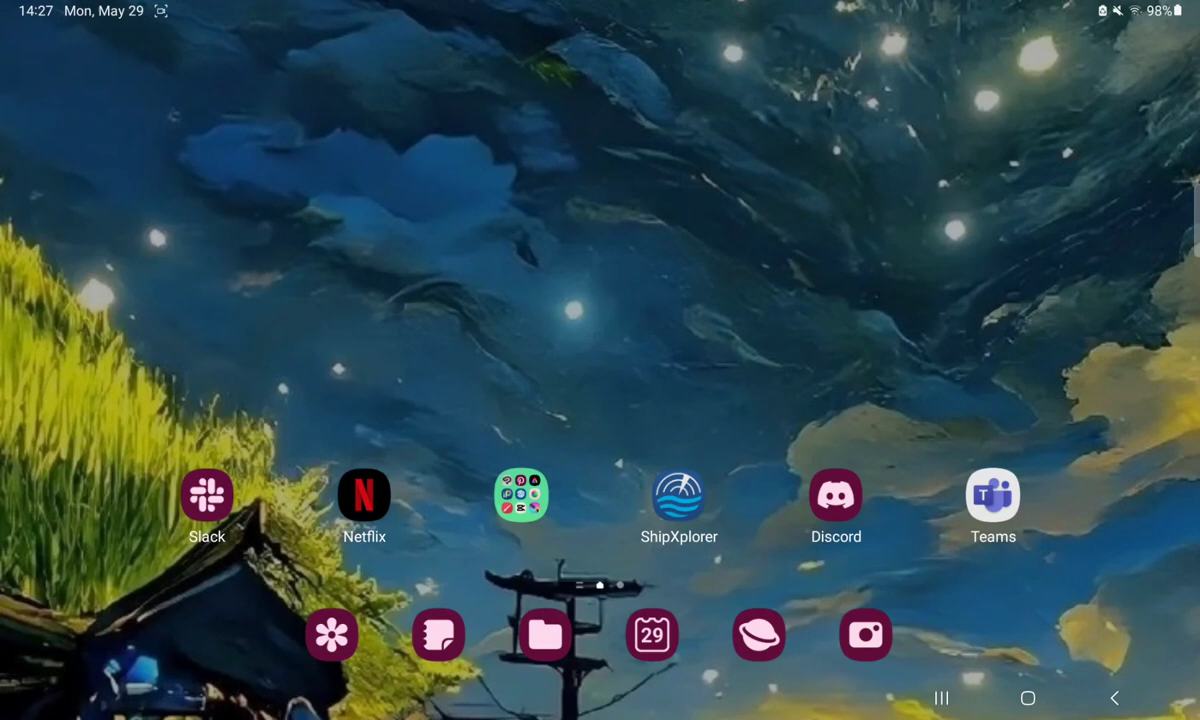 14:27 Mon, May 29 98%
Slack
Netflix
ShipXplorer
Discord
Teams
29